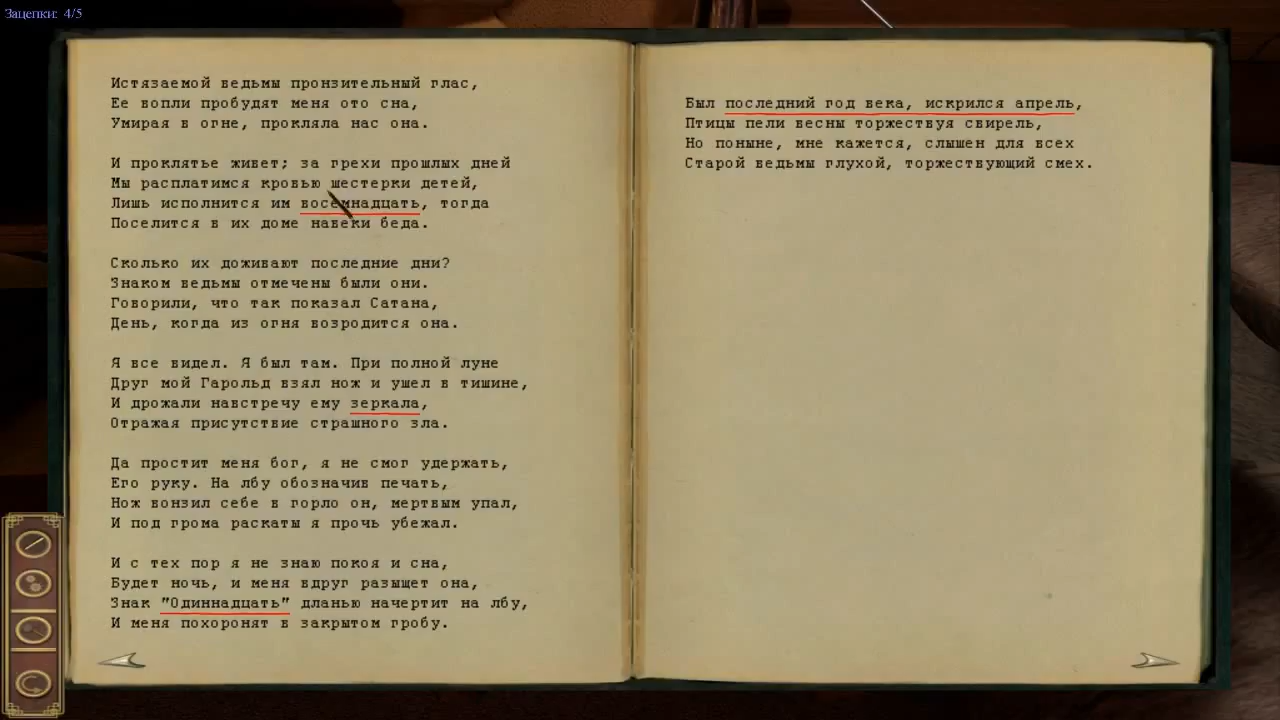 Зацепки: 4/5
Истязаемой ведьмы пронзительный глас,
Ее вопли пробудят меня ото сна,
Умирая в огне, прокляла нас она.
И проклятье живет; за грехи прошлых дней
Мы расплатимся кровью шестерки детей,
Лишь исполнится им восемнадцать, тогда
Поселится в их доме навеки беда.
Сколько их доживают последние дни?
Знаком ведьмы отмечены были они.
Говорили, что так показал Сатана,
День, когда из огня возродится она.
Я все видел. Я был там. При полной луне
Друг мой Гарольд взял нож и ушел в тишине,
И дрожали навстречу ему зеркала,
Отражая присутствие страшного зла.
Да простит меня бог, я не смог удержать,
Его руку. На лбу обозначив печать,
Нож вонзил себе в горло он, мертвым упал,
И под грома раскаты я прочь убежал.
И с тех пор я не знаю покоя и сна,
Будет ночь, и меня вдруг разыщет она,
Знак "Одиннадцать" дланью начертит на лбу,
И меня похоронят в закрытом гробу.
Был последний год века, искрился апрель,
Птицы пели весны торжествуя свирель,
Но поныне, мне кажется, слышен для всех
Старой ведьмы глухой, торжествующий смех.